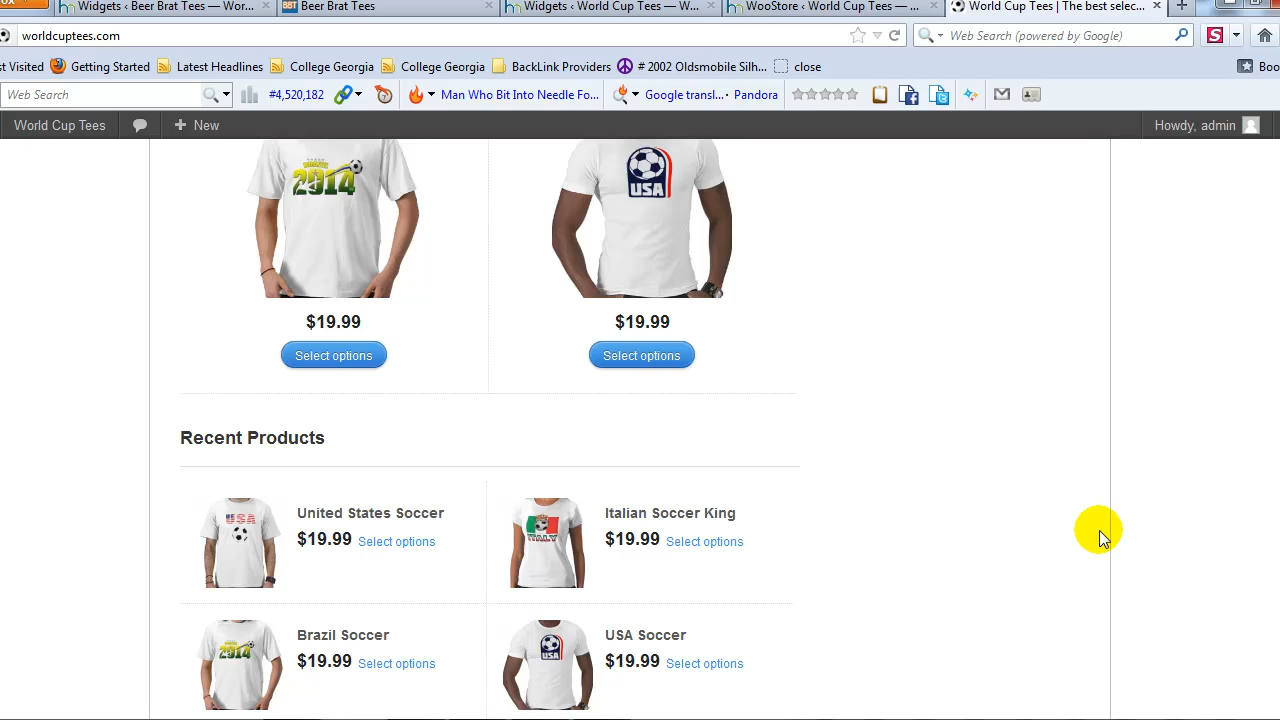 Widgets ‹ Beer Brat Tees — Wor... ×
BBT Beer Brat Tees ×
Widgets ‹ World Cup Tees — W... ×
WooStore ‹ World Cup Tees — ... ×
World Cup Tees | The best selec... ×
worldcuptees.com
Web Search (powered by Google)
st Visited Getting Started Latest Headlines College Georgia College Georgia BackLink Providers # 2002 Oldsmobile Silh... close Boo
Web Search #4,520,182 Man Who Bit Into Needle Fo... Google transl...· Pandora
World Cup Tees + New Howdy, admin
2014
USA
$19.99 $19.99
Select options Select options
Recent Products
USA
United States Soccer
$19.99 Select options
ITALY
Italian Soccer King
$19.99 Select options
2014
Brazil Soccer
$19.99 Select options
USA
USA Soccer
$19.99 Select options